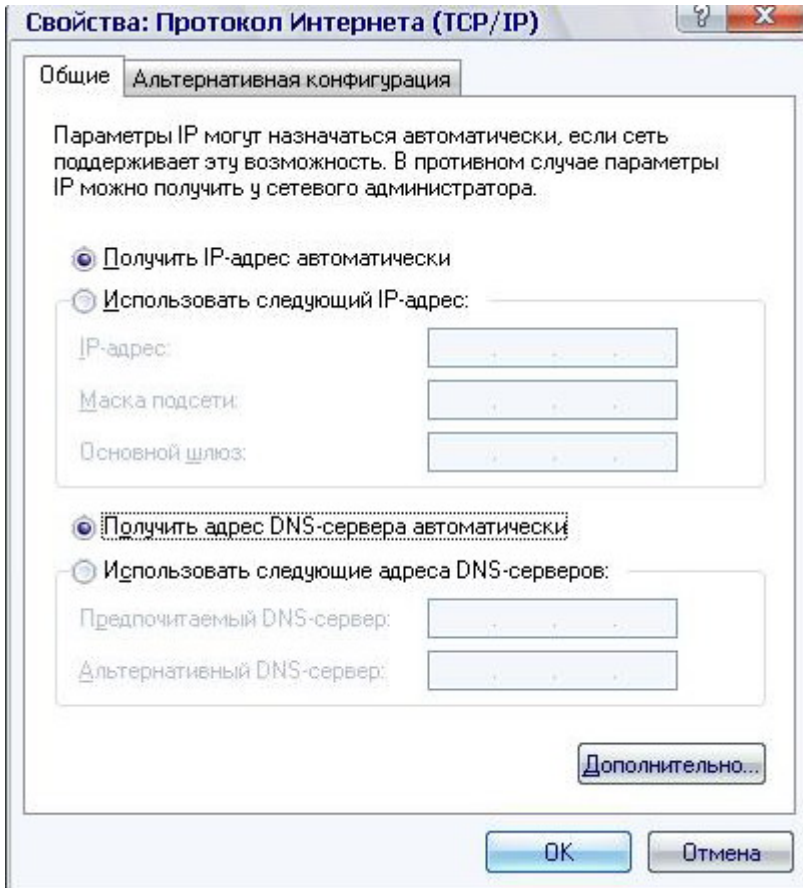 Свойства: Протокол Интернета (TCP/IP)
Общие
Альтернативная конфигурация
Параметры IP могут назначаться автоматически, если сеть
поддерживает эту возможность. В противном случае параметры
IP можно получить у сетевого администратора.
Получить IP-адрес автоматически
Использовать следующий IP-адрес:
IP-адрес:
Маска подсети:
Основной шлюз:
Получить адрес DNS-сервера автоматически
Использовать следующие адреса DNS-серверов:
Предпочитаемый DNS-сервер:
Альтернативный DNS-сервер:
Дополнительно...
OK
Отмена